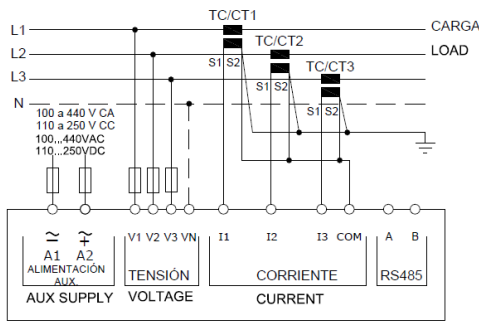 TC/CT1
L1
CARGA
L2
TC/CT2
LOAD
S1 S2
TC/CT3
L3
S1 S2
N
100 a 440 V CA
110 a 250 V CC
100...440VAC
110...250VDC
S1 S2
A1 A2
V1 V2 V3 VN
I1 I2 I3 COM
A B
ALIMENTACIÓN
AUX.
TENSIÓN
CORRIENTE
RS485
AUX SUPPLY
VOLTAGE
CURRENT